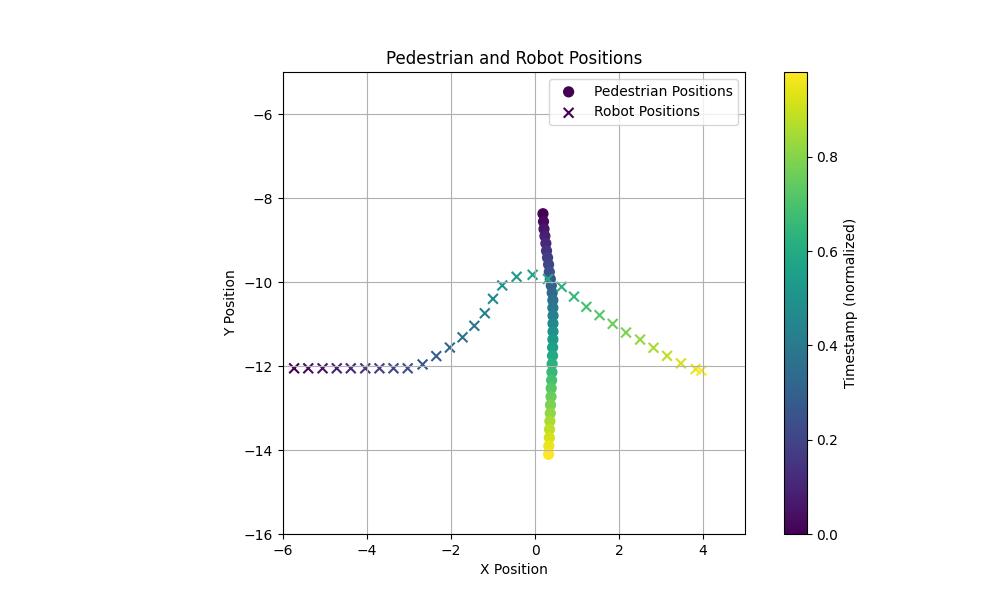 Pedestrian and Robot Positions
Pedestrian Positions
Robot Positions
−6
−8
−10
−12
−14
−16
Y Position
−6
−4
−2
0
2
4
X Position
0.8
0.6
0.4
0.2
0.0
Timestamp (normalized)